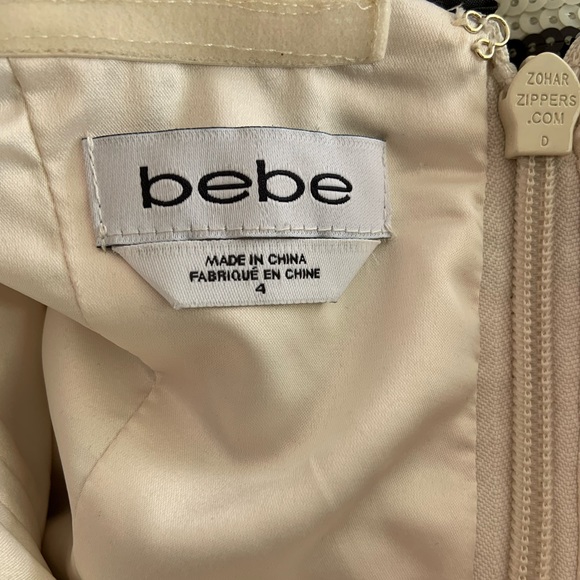 bebe
MADE IN CHINA
FABRIQUÉ EN CHINE
4
ZOHAR
ZIPPERS
.COM
D